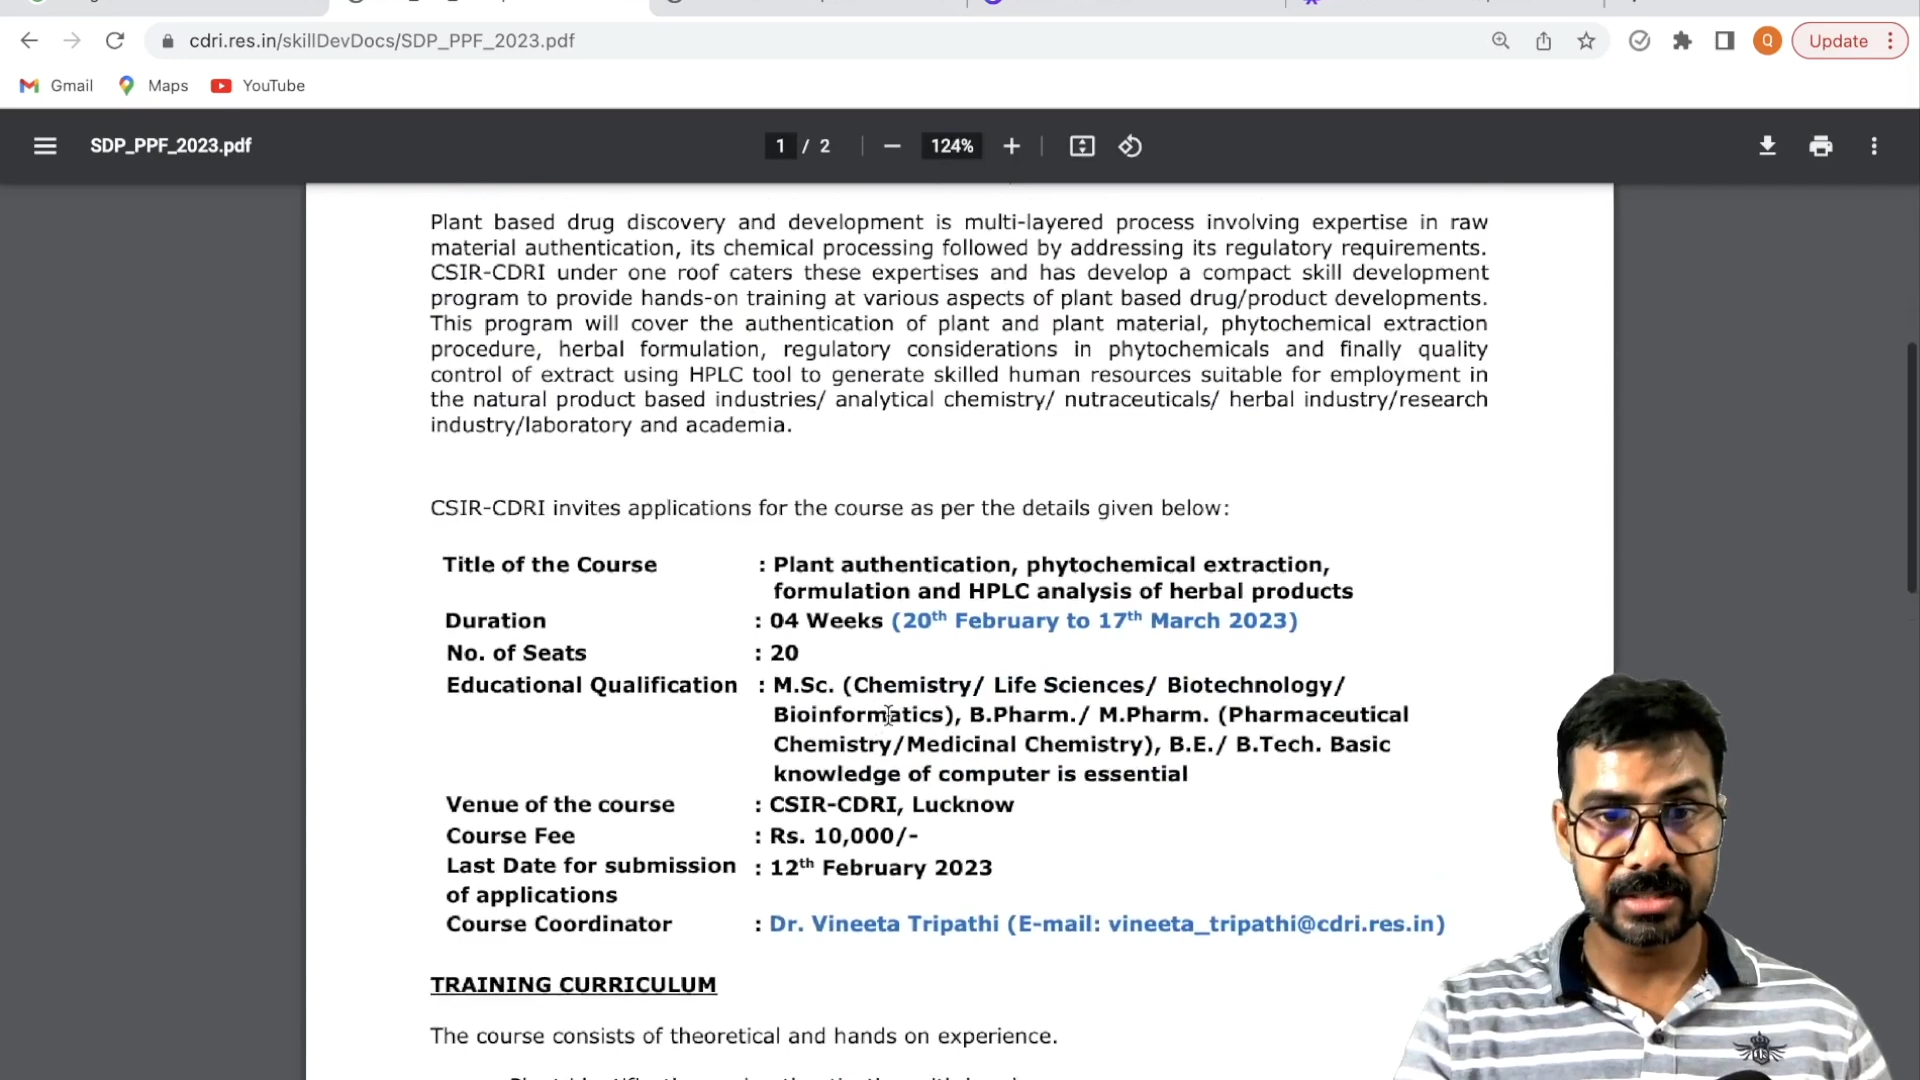 cdri.res.in/skillDevDocs/SDP_PPF_2023.pdf
Q
Update
Gmail
Maps
YouTube
SDP_PPF_2023.pdf
1 / 2
124%
Plant based drug discovery and development is multi-layered process involving expertise in raw
material authentication, its chemical processing followed by addressing its regulatory requirements.
CSIR-CDRI under one roof caters these expertises and has develop a compact skill development
program to provide hands-on training at various aspects of plant based drug/product developments.
This program will cover the authentication of plant and plant material, phytochemical extraction
procedure, herbal formulation, regulatory considerations in phytochemicals and finally quality
control of extract using HPLC tool to generate skilled human resources suitable for employment in
the natural product based industries/ analytical chemistry/ nutraceuticals/ herbal industry/research
industry/laboratory and academia.
CSIR-CDRI invites applications for the course as per the details given below:
Title of the Course : Plant authentication, phytochemical extraction,
formulation and HPLC analysis of herbal products
Duration : 04 Weeks (20th February to 17th March 2023)
No. of Seats : 20
Educational Qualification : M.Sc. (Chemistry/ Life Sciences/ Biotechnology/
Bioinformatics), B.Pharm./ M.Pharm. (Pharmaceutical
Chemistry/Medicinal Chemistry), B.E./ B.Tech. Basic
knowledge of computer is essential
Venue of the course : CSIR-CDRI, Lucknow
Course Fee : Rs. 10,000/-
Last Date for submission : 12th February 2023
of applications
Course Coordinator : Dr. Vineeta Tripathi (E-mail: vineeta_tripathi@cdri.res.in)
TRAINING CURRICULUM
The course consists of theoretical and hands on experience.